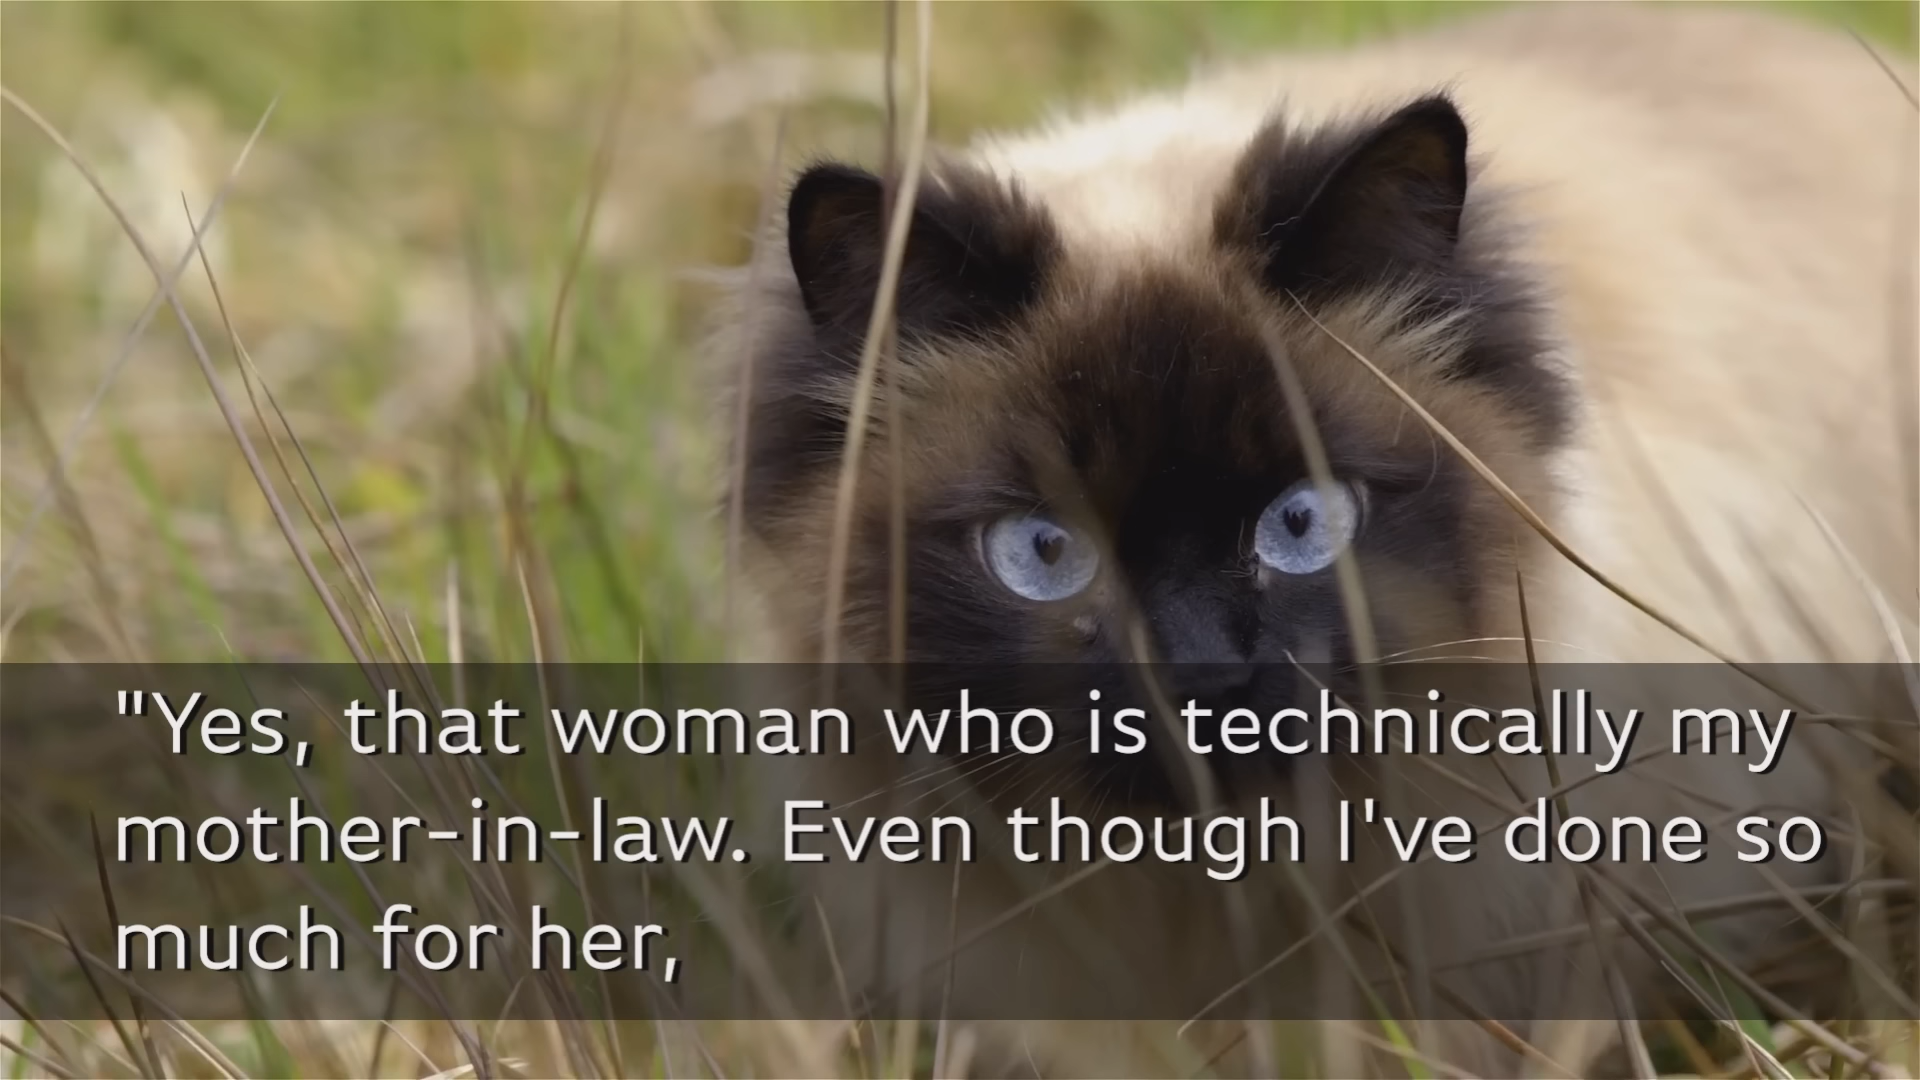 "Yes, that woman who is technically my
mother-in-law. Even though I've done so
much for her,